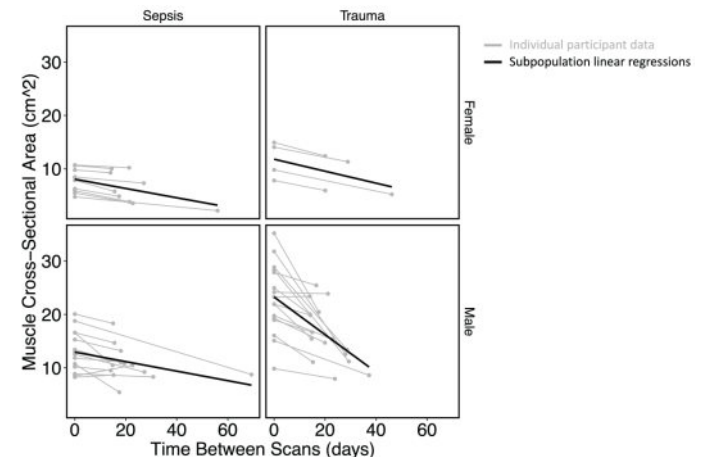 Sepsis
Trauma
Individual participant data
Subpopulation linear regressions
Muscle Cross-Sectional Area (cm^2)
30
20
10
Female
30
20
10
Male
0 20 40 60
0 20 40 60
Time Between Scans (days)